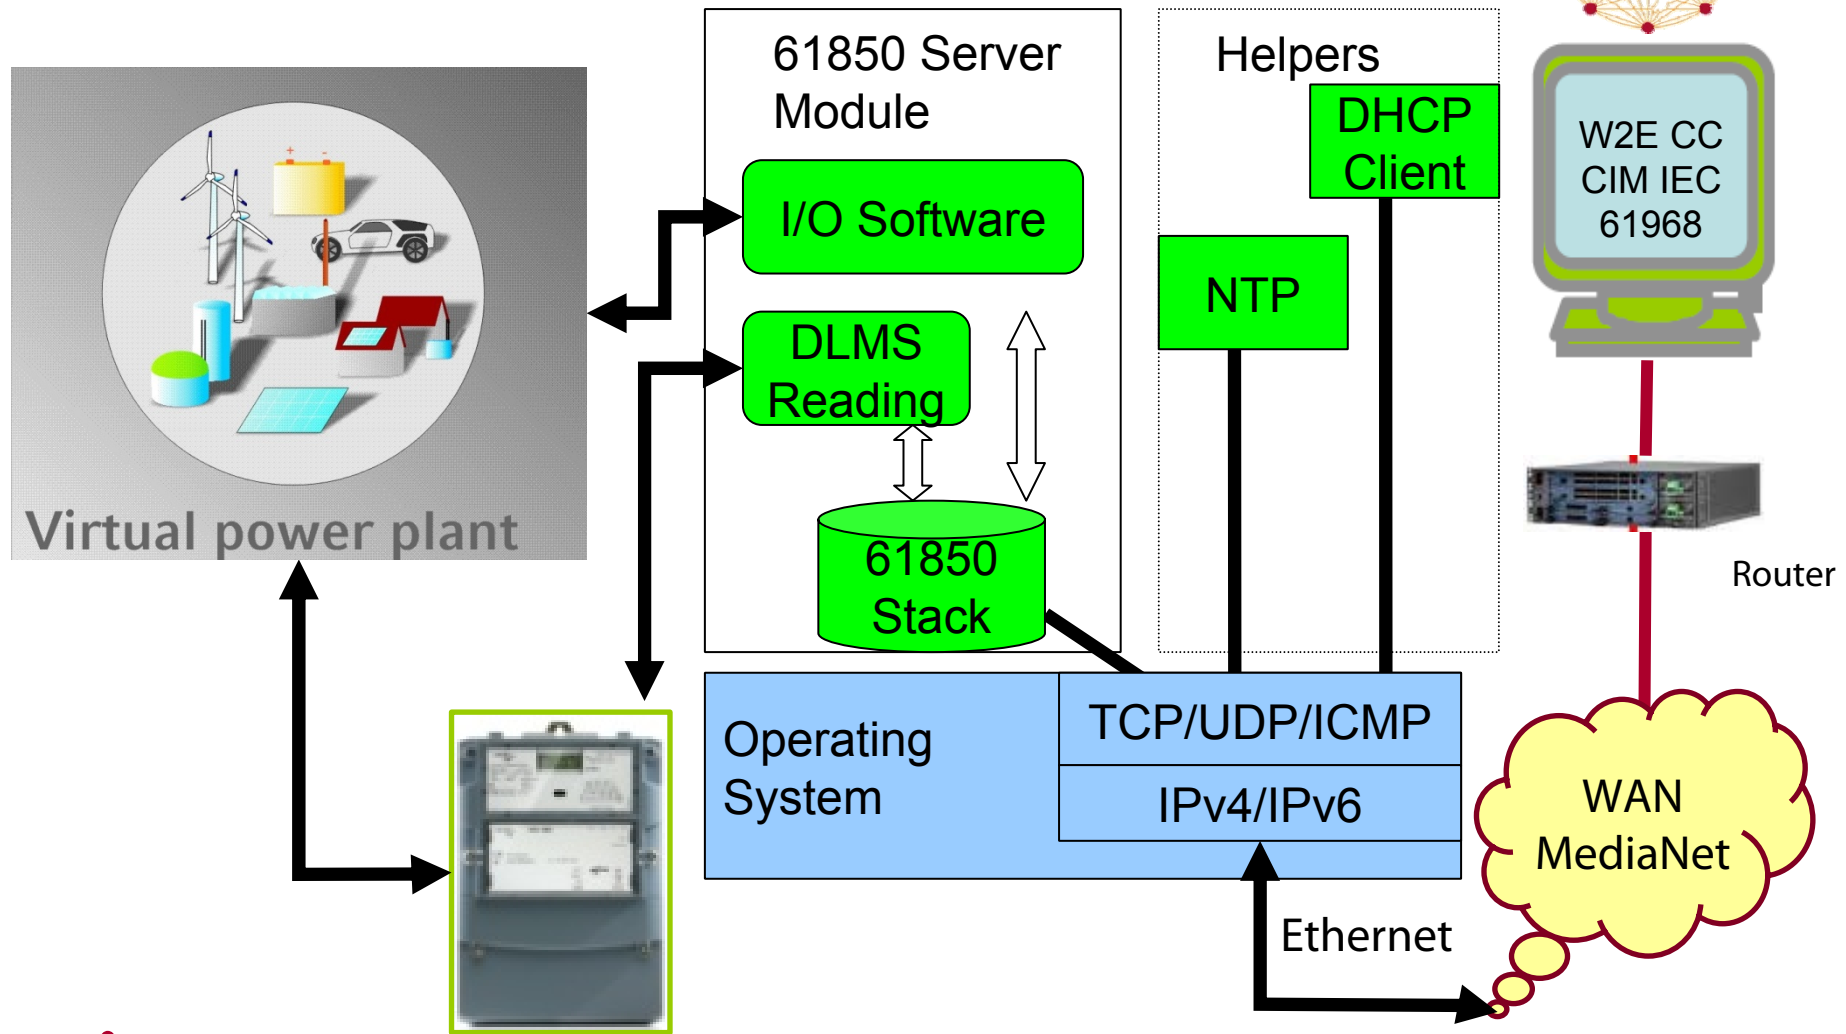 61850 Server
Module
Helpers
DHCP
Client
W2E CC
CIM IEC
61968
I/O Software
NTP
DLMS
Reading
+ -
Virtual power plant
61850
Stack
Router
Operating
System
TCP/UDP/ICMP
IPv4/IPv6
WAN
MediaNet
Ethernet